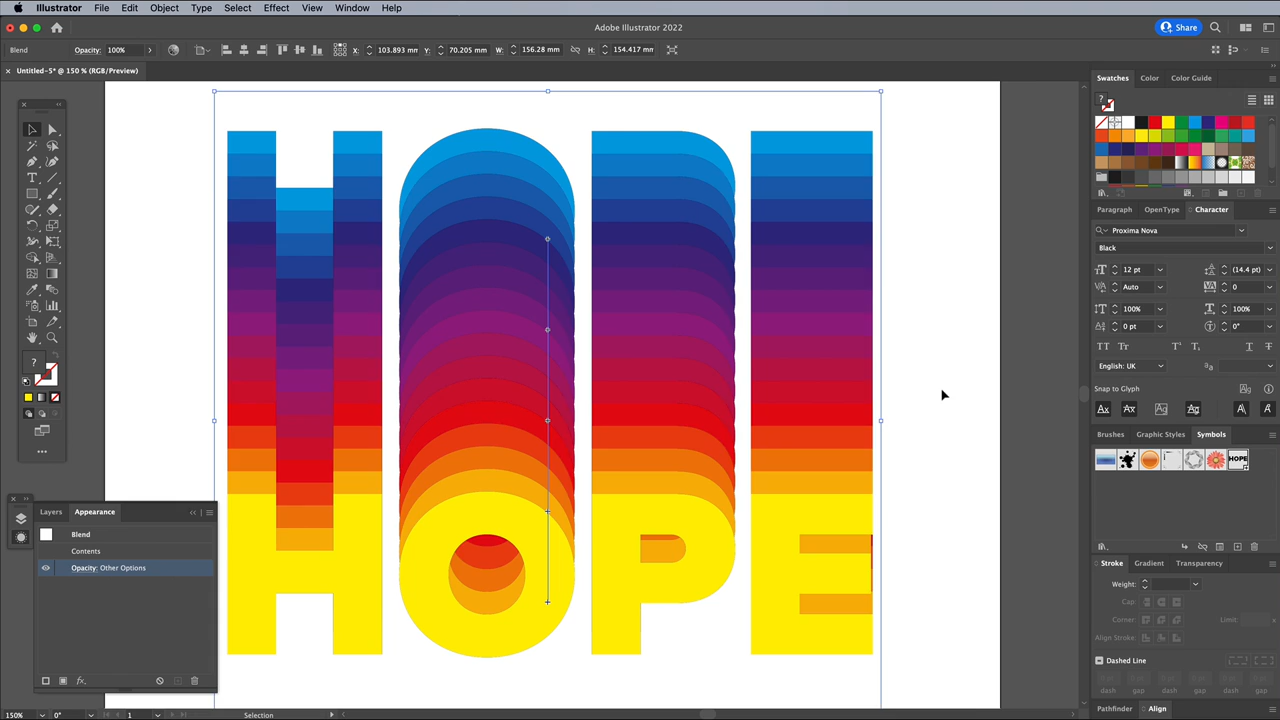 Illustrator File Edit Object Type Select Effect View Window Help
Adobe Illustrator 2022
Share
Blend Opacity: 100% X: 103.893 mm Y: 70.205 mm W: 156.28 mm H: 154.417 mm
Untitled-5* @ 150 % (RGB/Preview)
Swatches Color Color Guide
Paragraph OpenType Character
Proxima Nova
Black
12 pt (14.4 pt)
Auto 0
100% 100%
0 pt 0°
English: UK
Snap to Glyph
Brushes Graphic Styles Symbols
HOPE
Stroke Gradient Transparency
Weight:
Cap:
Corner: Limit:
Align Stroke:
Dashed Line
dash gap dash gap dash gap
Paragraph Align
HOPE
Layers Appearance
Blend
Contents
Opacity: Other Options
150% 0° 1 Selection